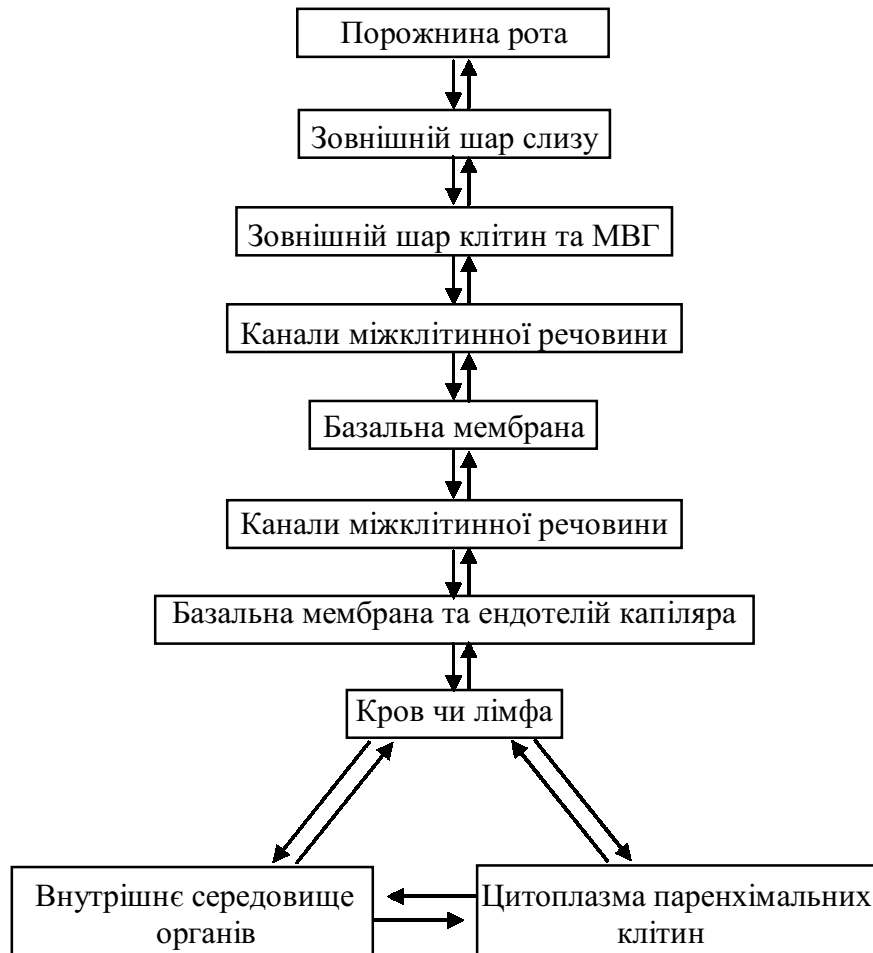 Порожнина рота
Зовнішній шар слизу
Зовнішній шар клітин та МВГ
Канали міжклітинної речовини
Базальна мембрана
Канали міжклітинної речовини
Базальна мембрана та ендотелій капіляра
Кров чи лімфа
Внутрішнє середовище
органів
Цитоплазма паренхімальних
клітин